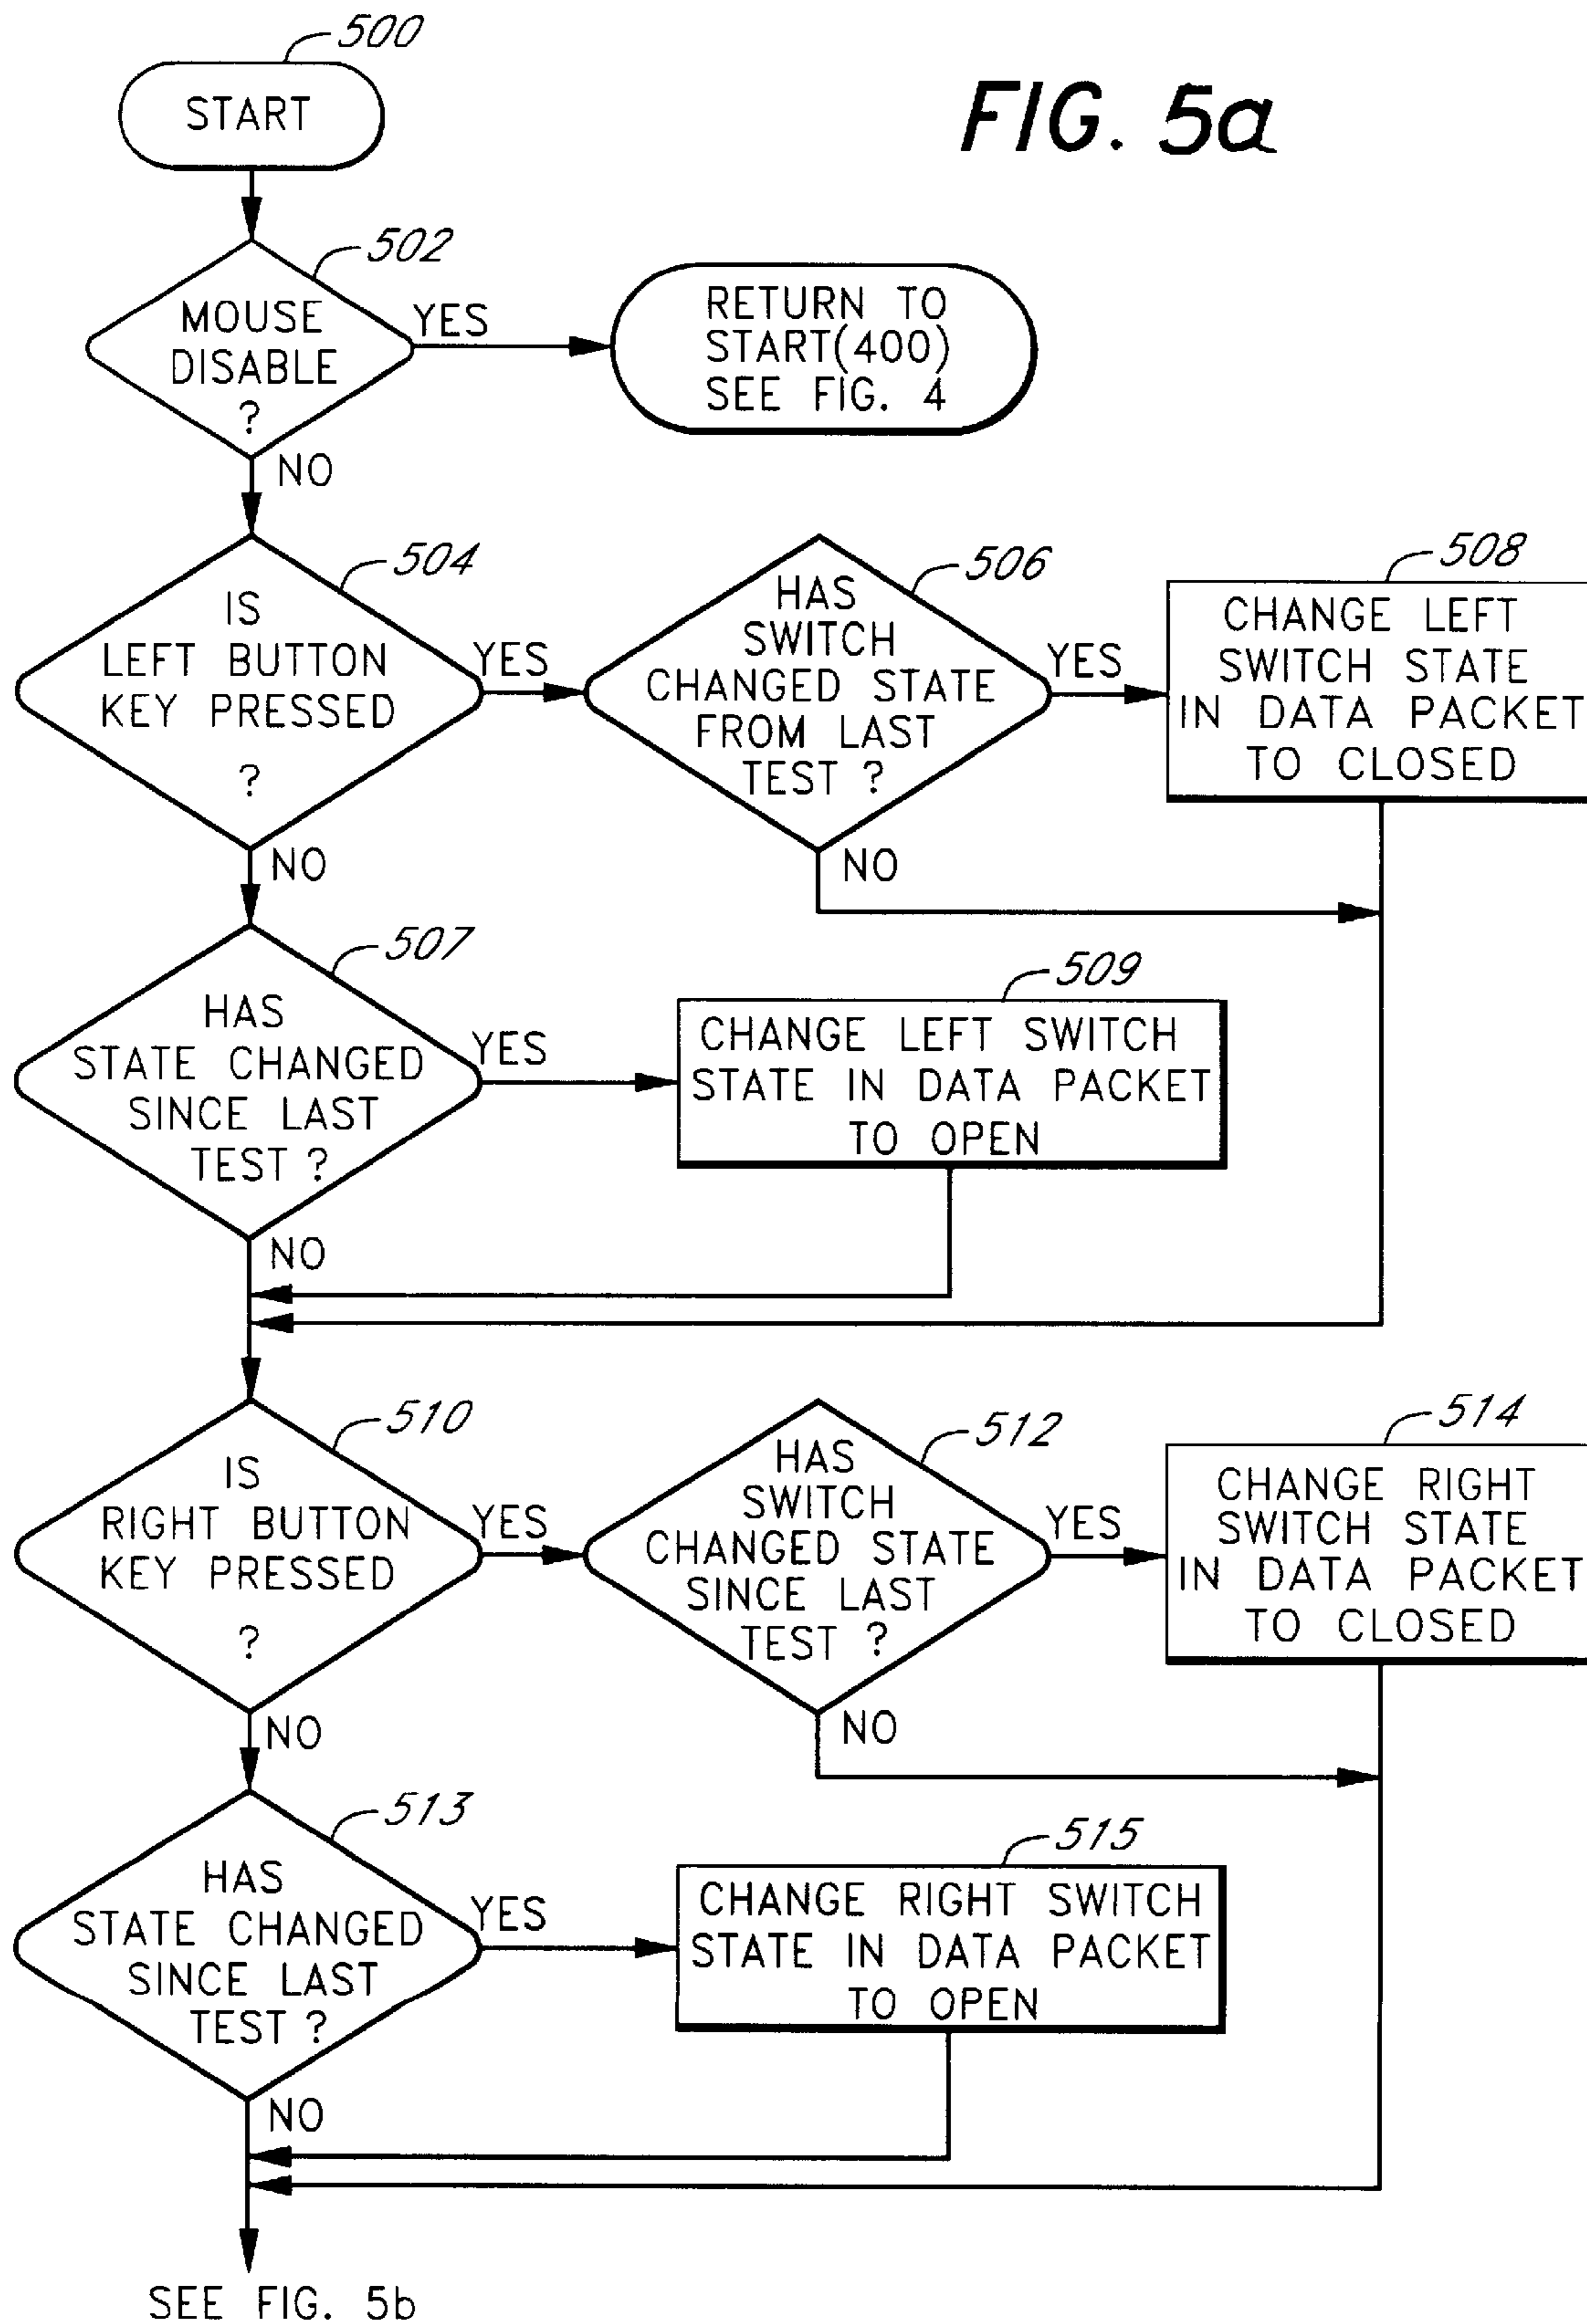 500
FIG. 5a
START
502
MOUSE
DISABLE
?
YES
RETURN TO
START(400)
SEE FIG. 4
NO
504
IS
LEFT BUTTON
KEY PRESSED
?
YES
506
HAS
SWITCH
CHANGED STATE
FROM LAST
TEST ?
YES
508
CHANGE LEFT
SWITCH STATE
IN DATA PACKET
TO CLOSED
NO
NO
507
HAS
STATE CHANGED
SINCE LAST
TEST ?
YES
509
CHANGE LEFT SWITCH
STATE IN DATA PACKET
TO OPEN
NO
510
IS
RIGHT BUTTON
KEY PRESSED
?
YES
512
HAS
SWITCH
CHANGED STATE
SINCE LAST
TEST ?
YES
514
CHANGE RIGHT
SWITCH STATE
IN DATA PACKET
TO CLOSED
NO
NO
513
HAS
STATE CHANGED
SINCE LAST
TEST ?
YES
515
CHANGE RIGHT SWITCH
STATE IN DATA PACKET
TO OPEN
NO
SEE FIG. 5b